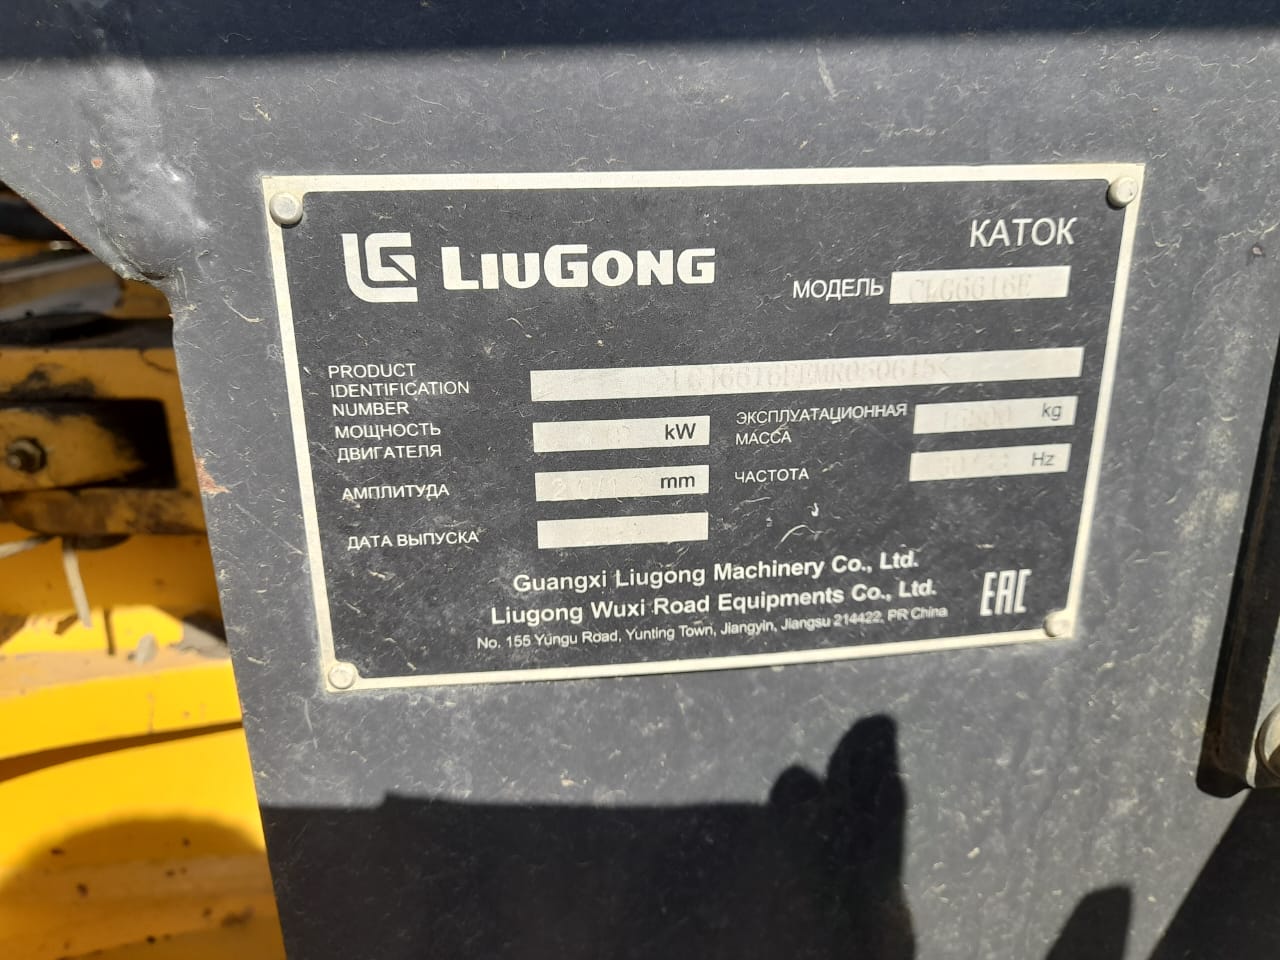 LIUGONG
КАТОК
МОДЕЛЬ CLG6616E
PRODUCT
IDENTIFICATION
NUMBER
МОЩНОСТЬ
ДВИГАТЕЛЯ
kW
ЭКСПЛУАТАЦИОННАЯ
МАССА
kg
АМПЛИТУДА
mm
ЧАСТОТА
Hz
ДАТА ВЫПУСКА
Guangxi Liugong Machinery Co., Ltd.
Liugong Wuxi Road Equipments Co., Ltd.
No. 155 Yungu Road, Yunting Town, Jiangyin, Jiangsu 214422, PR China
EAC